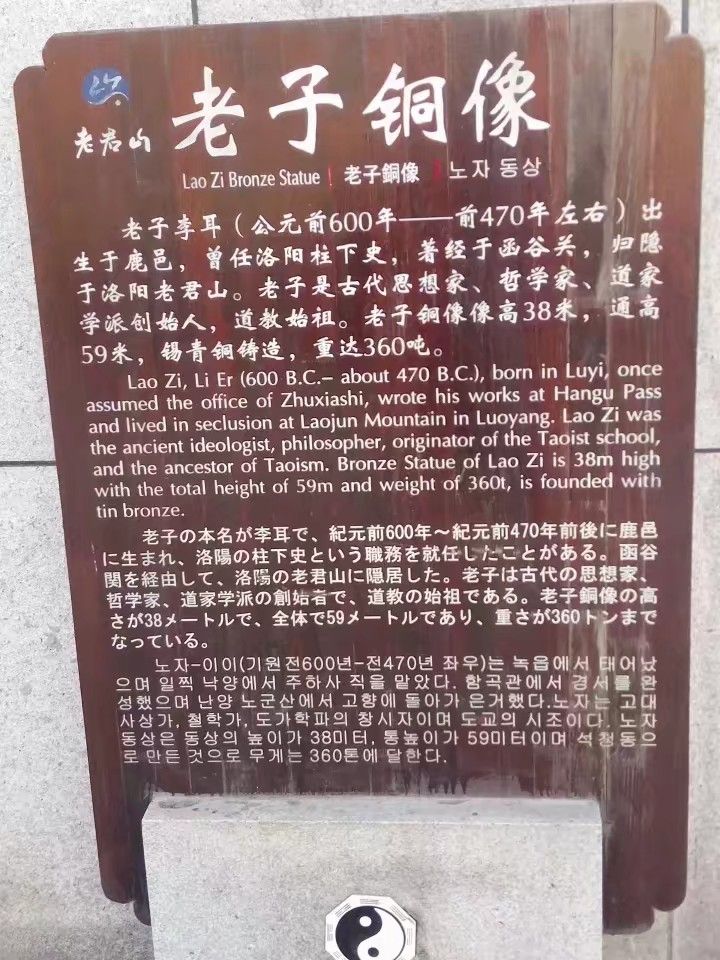 老君山
老子铜像
Lao Zi Bronze Statue | 老子銅像 | 노자 동상
老子李耳（公元前600年——前470年左右）出
生于鹿邑，曾任洛阳柱下史，著经于函谷关，归隐
于洛阳老君山。老子是古代思想家、哲学家、道家
学派创始人，道教始祖。老子铜像像高38米，通高
59米，锡青铜铸造，重达360吨。
Lao Zi, Li Er (600 B.C.– about 470 B.C.), born in Luyi, once
assumed the office of Zhuxiashi, wrote his works at Hangu Pass
and lived in seclusion at Laojun Mountain in Luoyang. Lao Zi was
the ancient ideologist, philosopher, originator of the Taoist school,
and the ancestor of Taoism. Bronze Statue of Lao Zi is 38m high
with the total height of 59m and weight of 360t, is founded with
tin bronze.
老子の本名が李耳で、紀元前600年～紀元前470年前後に鹿邑
に生まれ、洛陽の柱下史という職務を就任したことがある。函谷
関を経由して、洛陽の老君山に隠居した。老子は古代の思想家、
哲学家、道家学派の創始者で、道教の始祖である。老子銅像の高
さが38メートルで、全体で59メートルであり、重さが360トンまで
なっている。
노자-이이(기원전600년-전470년 좌우)는 녹읍에서 태어났
으며 일찍 낙양에서 주하사 직을 맡았다. 함곡관에서 경서를 완
성했으며 난양 노군산에서 고향에 돌아가 은거했다.노자는 고대
사상가, 철학가, 도가학파의 창시자이며 도교의 시조이다. 노자
동상은 동상의 높이가 38미터, 통높이가 59미터이며 석청동으
로 만든 것으로 무게는 360톤에 달한다.